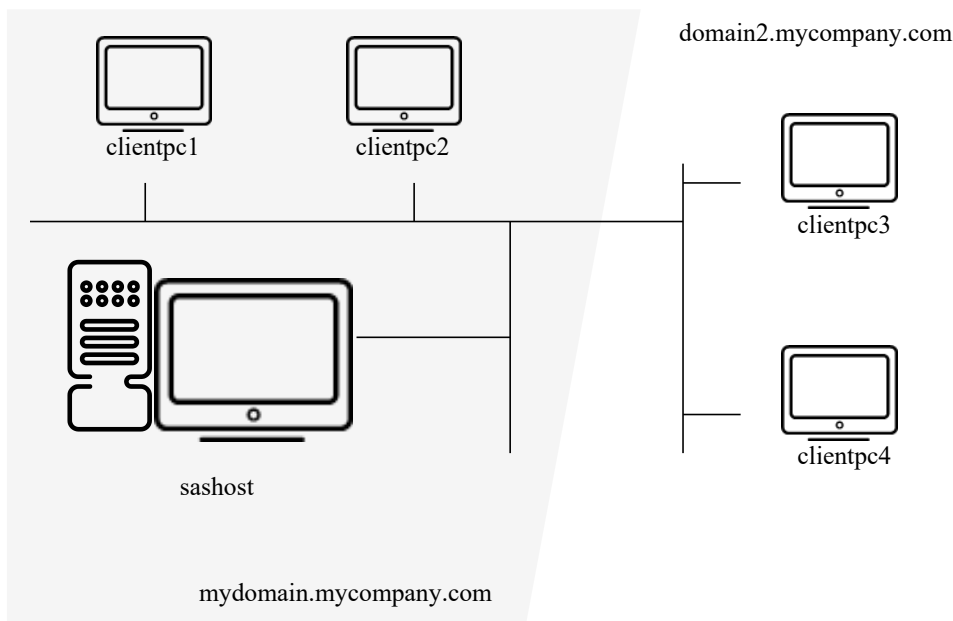 domain2.mycompany.com
clientpc1
clientpc2
clientpc3
clientpc4
sashost
mydomain.mycompany.com